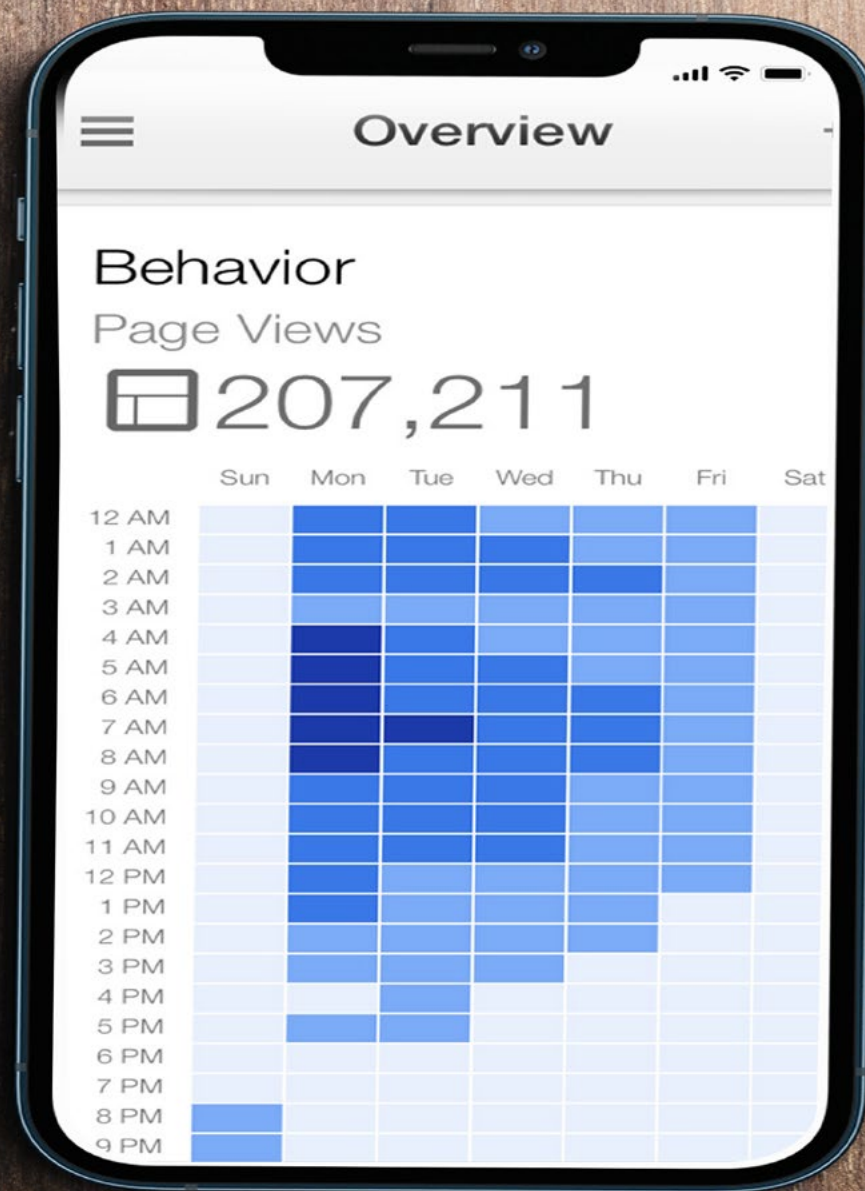 Overview
Behavior
Page Views
207,211
Sun Mon Tue Wed Thu Fri Sat
12 AM
1 AM
2 AM
3 AM
4 AM
5 AM
6 AM
7 AM
8 AM
9 AM
10 AM
11 AM
12 PM
1 PM
2 PM
3 PM
4 PM
5 PM
6 PM
7 PM
8 PM
9 PM